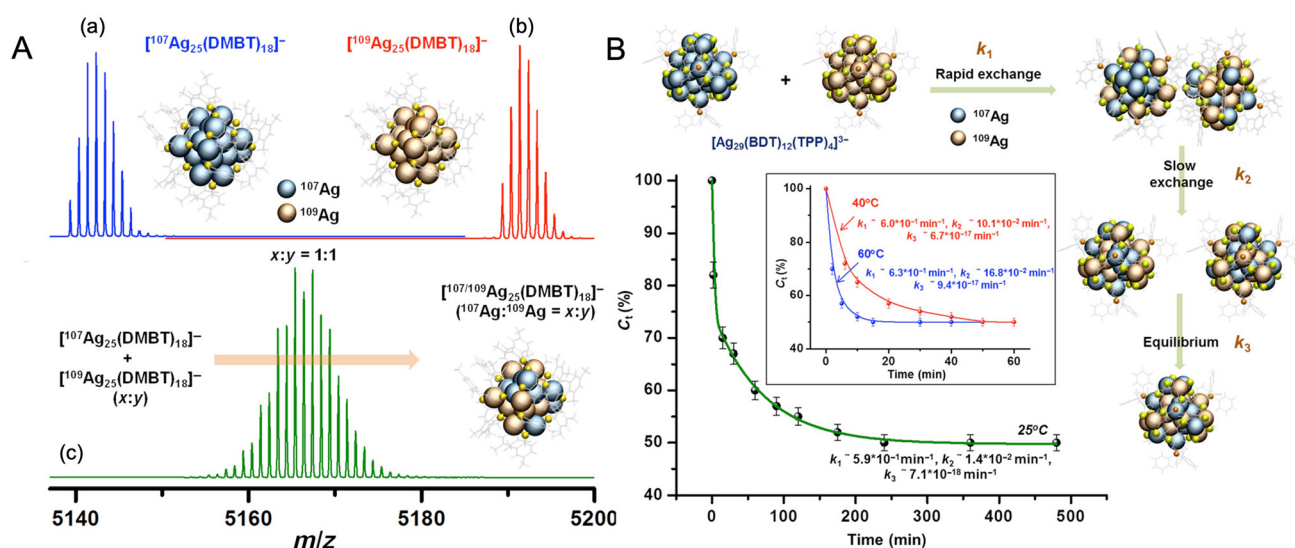 A
(a)
(b)
[¹⁰⁷Ag₂₅(DMBT)₁₈]⁻
[¹⁰⁹Ag₂₅(DMBT)₁₈]⁻
¹⁰⁷Ag
¹⁰⁹Ag
x:y = 1:1
[¹⁰⁷Ag₂₅(DMBT)₁₈]⁻
+
[¹⁰⁹Ag₂₅(DMBT)₁₈]⁻
(x:y)
[¹⁰⁷/¹⁰⁹Ag₂₅(DMBT)₁₈]⁻
(¹⁰⁷Ag:¹⁰⁹Ag = x:y)
(c)
5140
5160
5180
5200
m/z
B
+
k₁
Rapid exchange
¹⁰⁷Ag
¹⁰⁹Ag
[Ag₂₉(BDT)₁₂(TPP)₄]³⁻
Slow
exchange
k₂
Equilibrium
k₃
100
90
80
70
60
50
40
Cₜ (%)
0
100
200
300
400
500
Time (min)
25°C
k₁ ~ 5.9*10⁻¹min⁻¹, k₂ ~ 1.4*10⁻² min⁻¹,
k₃ ~ 7.1*10⁻¹⁸ min⁻¹
100
90
80
70
60
50
Cₜ (%)
40°C
k₁ ~ 6.0*10⁻¹ min⁻¹, k₂ ~ 10.1*10⁻² min⁻¹,
k₃ ~ 6.7*10⁻¹⁷ min⁻¹
60°C
k₁ ~ 6.3*10⁻¹ min⁻¹, k₂ ~ 16.8*10⁻² min⁻¹
k₃ ~ 9.4*10⁻¹⁷ min⁻¹
0
10
20
30
40
50
60
Time (min)